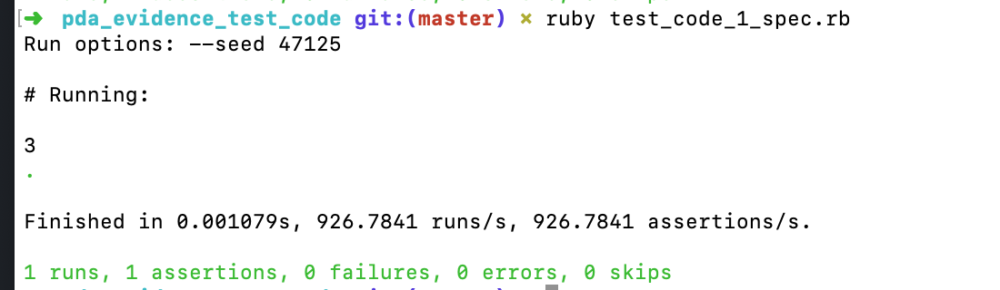 ➜ pda_evidence_test_code git:(master) ✗ ruby test_code_1_spec.rb
Run options: --seed 47125
# Running:
3
.
Finished in 0.001079s, 926.7841 runs/s, 926.7841 assertions/s.
1 runs, 1 assertions, 0 failures, 0 errors, 0 skips